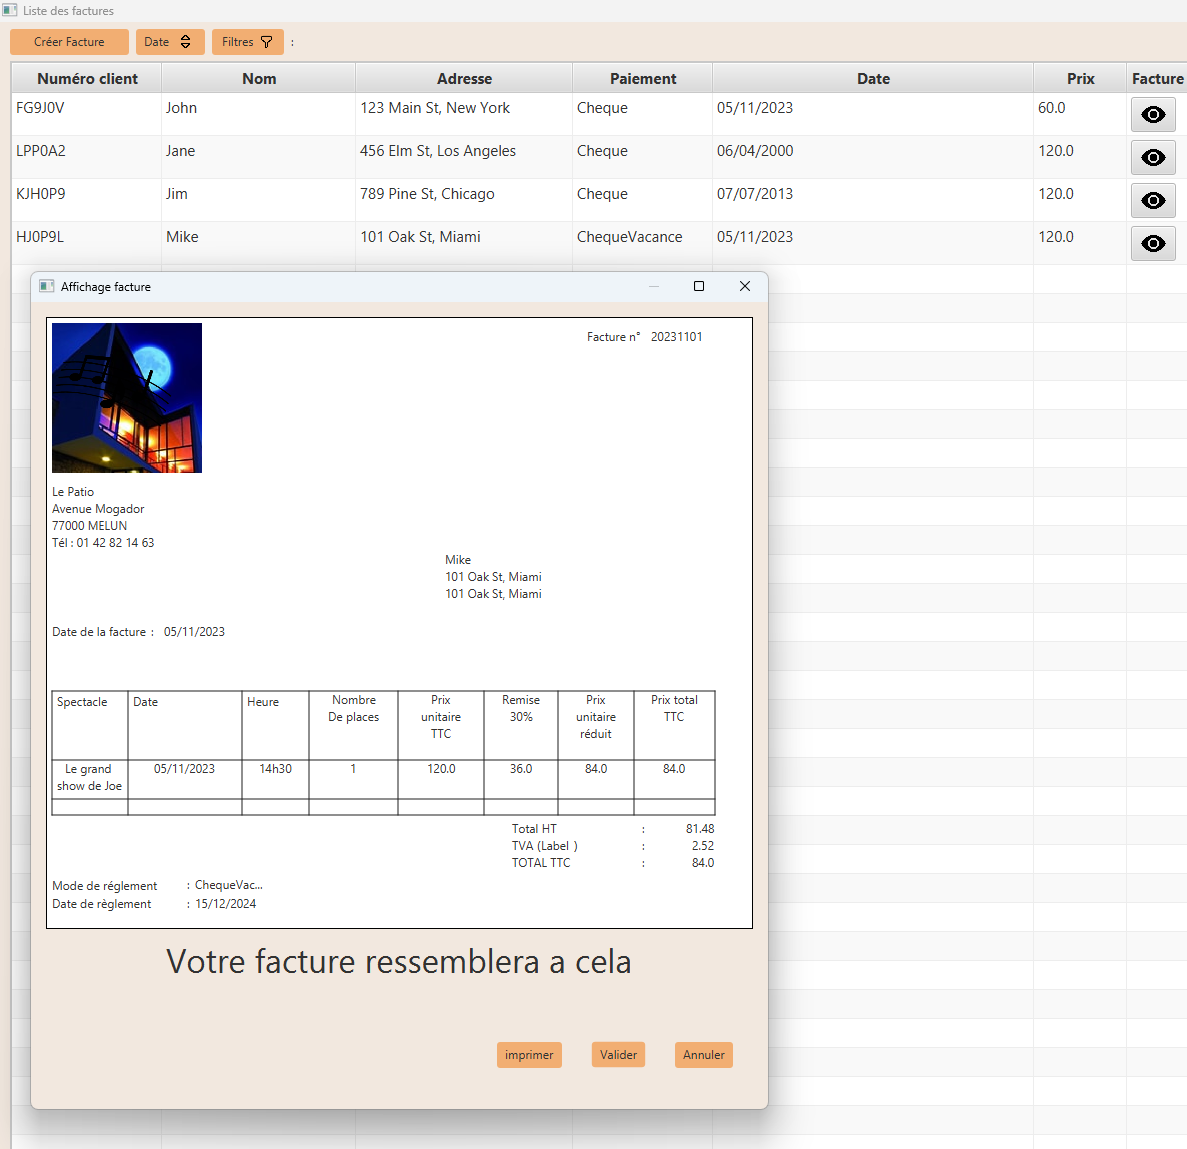 Liste des factures
Créer Facture Date Filtres :
Numéro client Nom Adresse Paiement Date Prix Facture
FG9J0V John 123 Main St, New York Cheque 05/11/2023 60.0
LPP0A2 Jane 456 Elm St, Los Angeles Cheque 06/04/2000 120.0
KJH0P9 Jim 789 Pine St, Chicago Cheque 07/07/2013 120.0
HJ0P9L Mike 101 Oak St, Miami ChequeVacance 05/11/2023 120.0
Affichage facture
Facture n° 20231101
Le Patio
Avenue Mogador
77000 MELUN
Tél : 01 42 82 14 63
Mike
101 Oak St, Miami
101 Oak St, Miami
Date de la facture : 05/11/2023
Spectacle Date Heure Nombre De places Prix unitaire TTC Remise 30% Prix unitaire réduit Prix total TTC
Le grand show de Joe 05/11/2023 14h30 1 120.0 36.0 84.0 84.0
Total HT : 81.48
TVA (Label ) : 2.52
TOTAL TTC : 84.0
Mode de réglement : ChequeVac...
Date de règlement : 15/12/2024
Votre facture ressemblera a cela
imprimer Valider Annuler